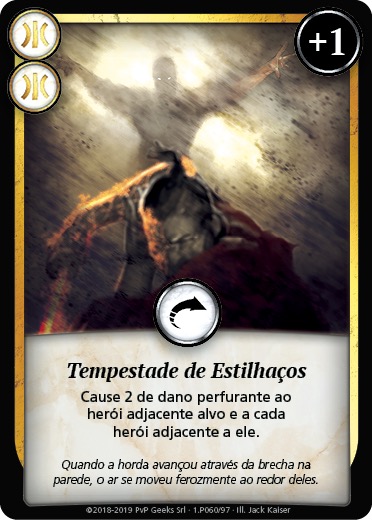 +1
Tempestade de Estilhaços
Cause 2 de dano perfurante ao
herói adjacente alvo e a cada
herói adjacente a ele.
Quando a horda avançou através da brecha na
parede, o ar se moveu ferozmente ao redor deles.
©2018-2019 PvP Geeks Srl · 1.P060/97 · Ill. Jack Kaiser